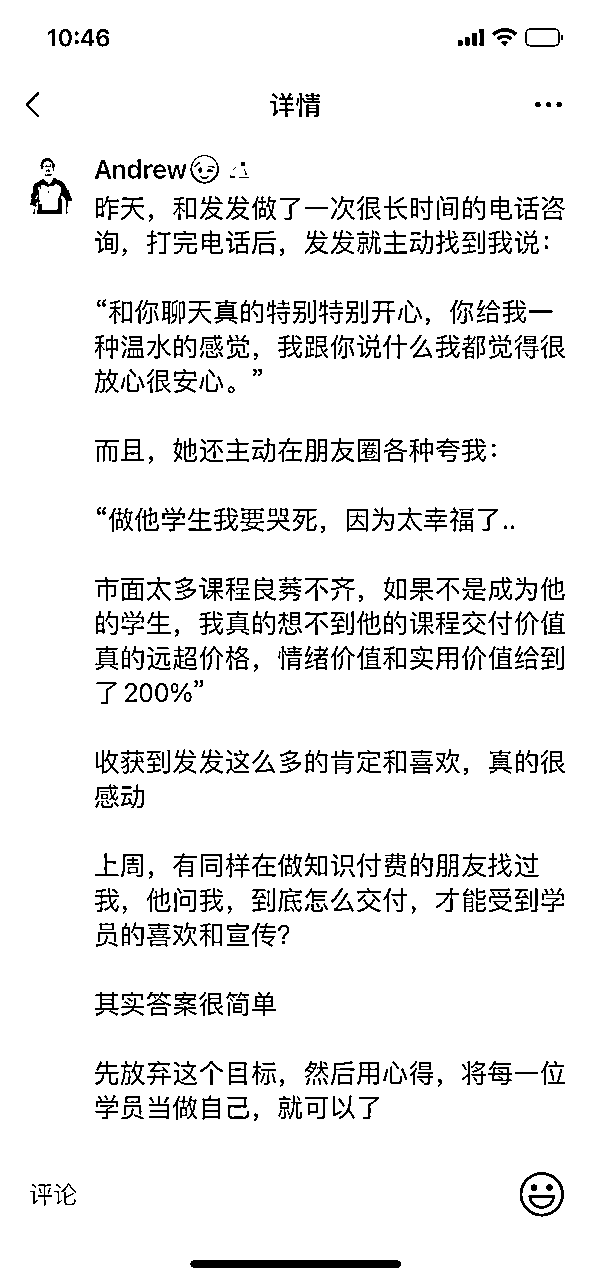 10:46
详情
Andrew
昨天，和发发做了一次很长时间的电话咨
询，打完电话后，发发就主动找到我说：
“和你聊天真的特别特别开心，你给我一
种温水的感觉，我跟你说什么我都觉得很
放心很安心。”
而且，她还主动在朋友圈各种夸我：
“做他学生我要哭死，因为太幸福了..
市面太多课程良莠不齐，如果不是成为他
的学生，我真的想不到他的课程交付价值
真的远超价格，情绪价值和实用价值给到
了200%”
收获到发发这么多的肯定和喜欢，真的很
感动
上周，有同样在做知识付费的朋友找过
我，他问我，到底怎么交付，才能受到学
员的喜欢和宣传？
其实答案很简单
先放弃这个目标，然后用心得，将每一位
学员当做自己，就可以了
评论